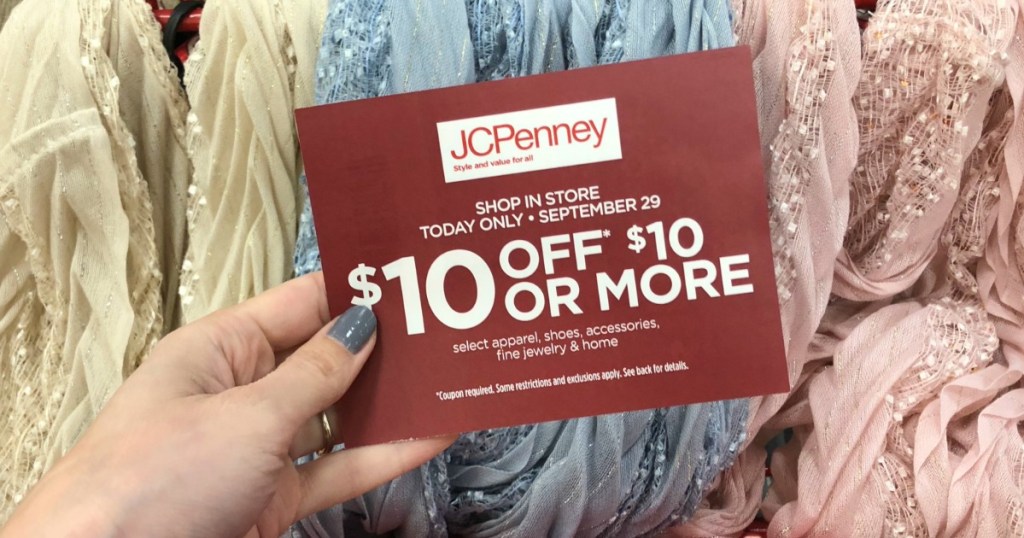 JCPenney
Style and value for all
SHOP IN STORE
TODAY ONLY • SEPTEMBER 29
$10 OFF* $10
OR MORE
select apparel, shoes, accessories,
fine jewelry & home
*Coupon required. Some restrictions and exclusions apply. See back for details.